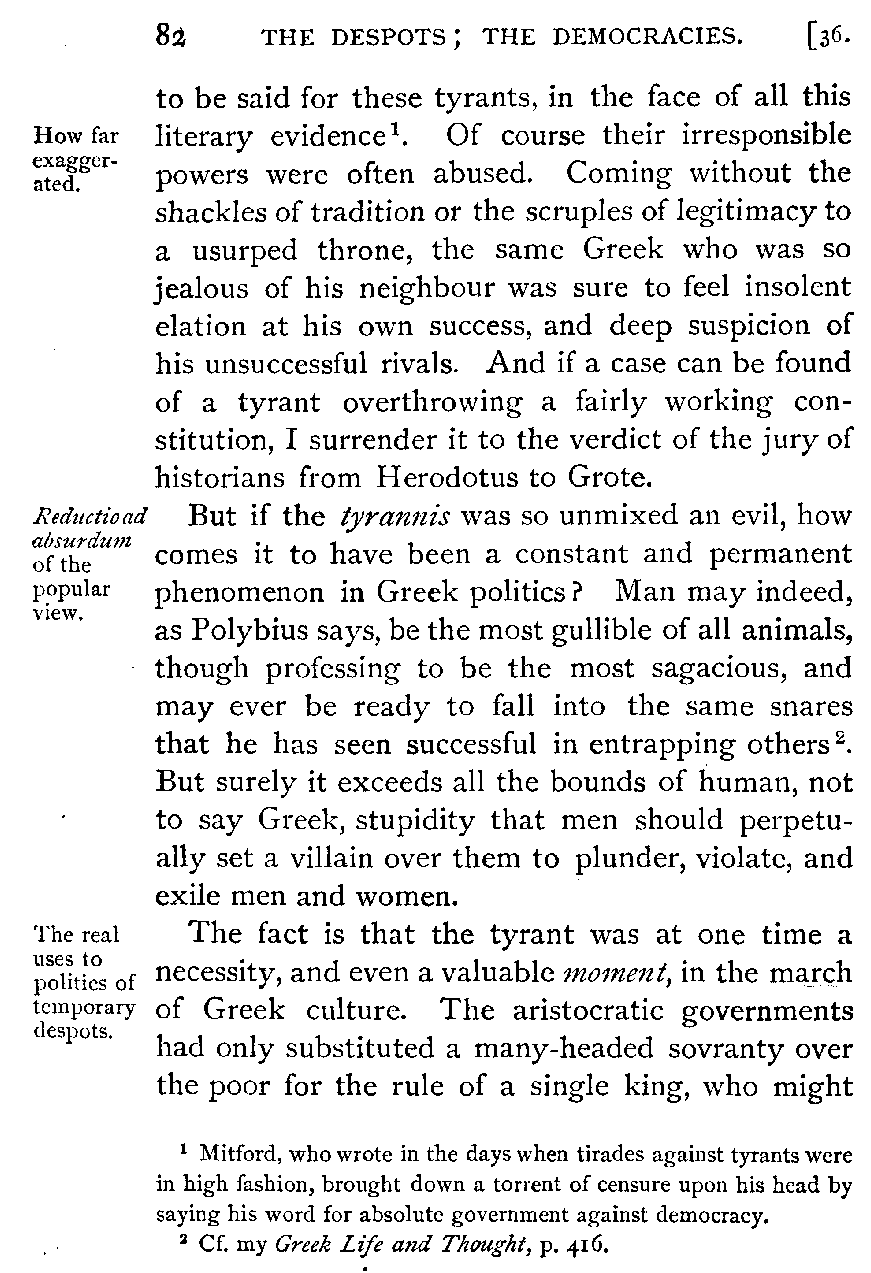 82 THE DESPOTS; THE DEMOCRACIES. [36.
to be said for these tyrants, in the face of all this
How far
exagger-
ated.
literary evidence¹. Of course their irresponsible
powers were often abused. Coming without the
shackles of tradition or the scruples of legitimacy to
a usurped throne, the same Greek who was so
jealous of his neighbour was sure to feel insolent
elation at his own success, and deep suspicion of
his unsuccessful rivals. And if a case can be found
of a tyrant overthrowing a fairly working con-
stitution, I surrender it to the verdict of the jury of
historians from Herodotus to Grote.
Reductio ad
absurdum
of the
popular
view.
But if the tyrannis was so unmixed an evil, how
comes it to have been a constant and permanent
phenomenon in Greek politics? Man may indeed,
as Polybius says, be the most gullible of all animals,
though professing to be the most sagacious, and
may ever be ready to fall into the same snares
that he has seen successful in entrapping others².
But surely it exceeds all the bounds of human, not
to say Greek, stupidity that men should perpetu-
ally set a villain over them to plunder, violate, and
exile men and women.
The real
uses to
politics of
temporary
despots.
The fact is that the tyrant was at one time a
necessity, and even a valuable moment, in the march
of Greek culture. The aristocratic governments
had only substituted a many-headed sovranty over
the poor for the rule of a single king, who might
¹ Mitford, who wrote in the days when tirades against tyrants were
in high fashion, brought down a torrent of censure upon his head by
saying his word for absolute government against democracy.
² Cf. my Greek Life and Thought, p. 416.